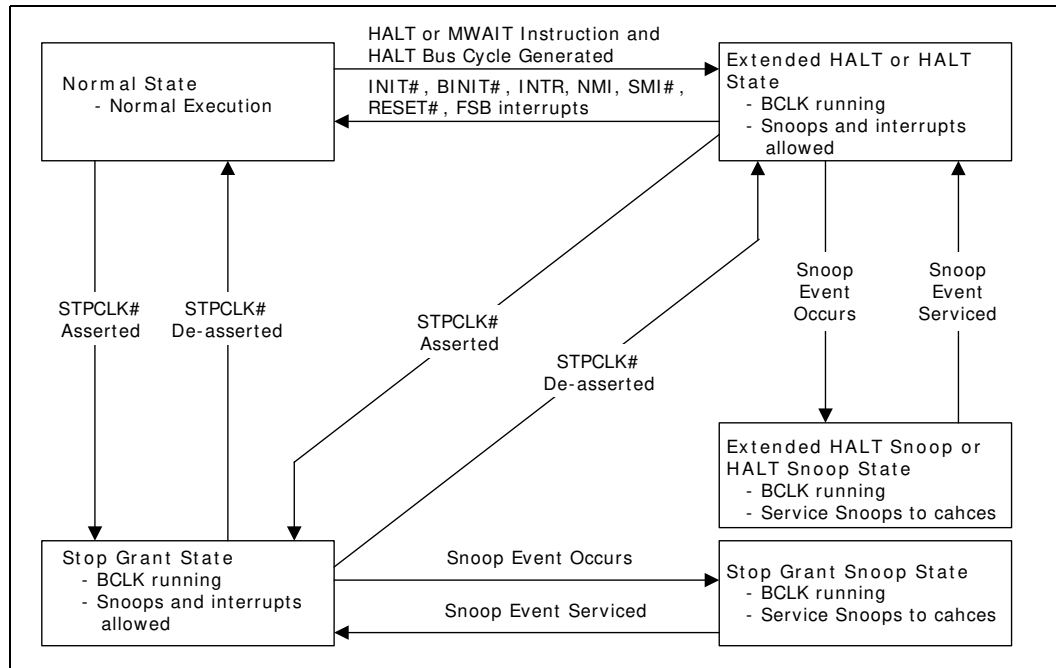 HALT or MWAIT Instruction and
HALT Bus Cycle Generated
INIT#, BINIT#, INTR, NMI, SMI#,
RESET#, FSB interrupts
Normal State
- Normal Execution
Extended HALT or HALT
State
- BCLK running
- Snoops and interrupts
allowed
STPCLK#
Asserted
STPCLK#
De-asserted
STPCLK#
Asserted
STPCLK#
De-asserted
Snoop
Event
Occurs
Snoop
Event
Serviced
Extended HALT Snoop or
HALT Snoop State
- BCLK running
- Service Snoops to cahces
Stop Grant State
- BCLK running
- Snoops and interrupts
allowed
Snoop Event Occurs
Snoop Event Serviced
Stop Grant Snoop State
- BCLK running
- Service Snoops to cahces